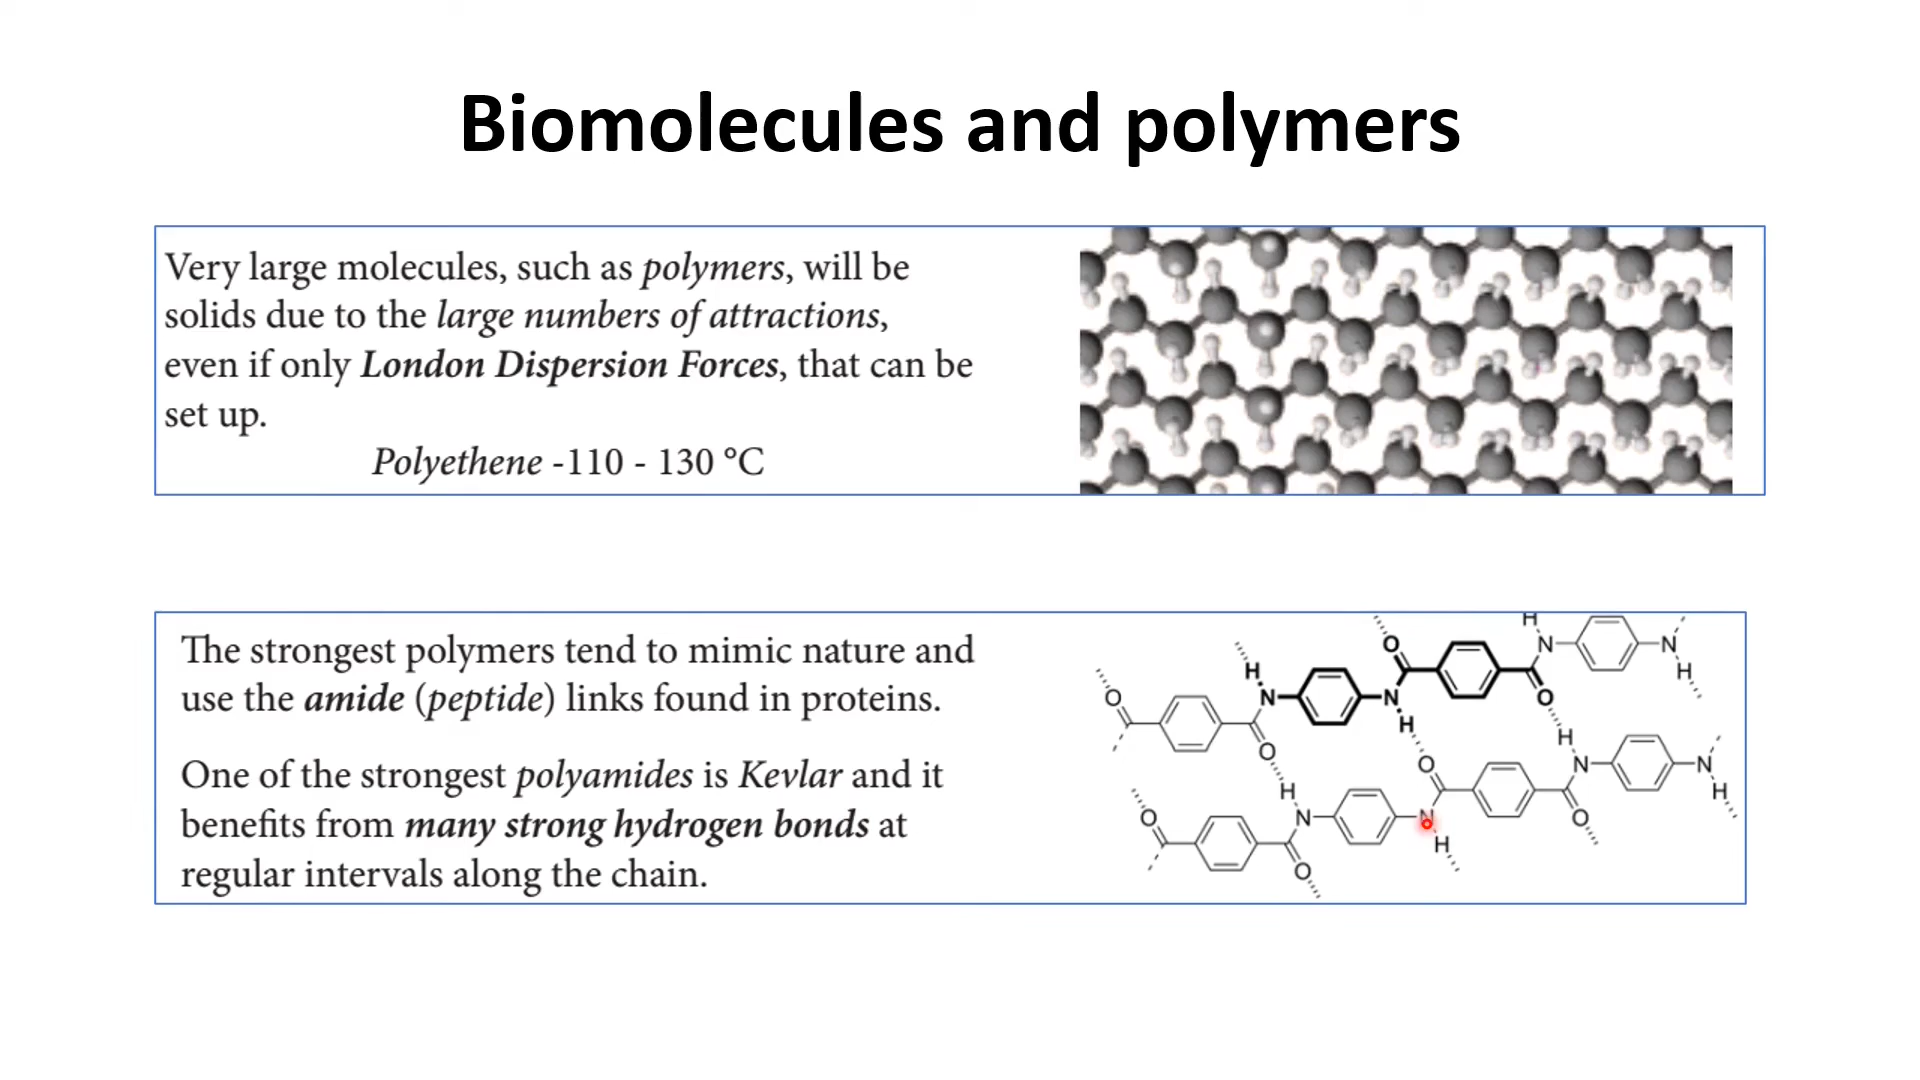 Biomolecules and polymers
Very large molecules, such as polymers, will be
solids due to the large numbers of attractions,
even if only London Dispersion Forces, that can be
set up.
Polyethene -110 - 130 °C
The strongest polymers tend to mimic nature and
use the amide (peptide) links found in proteins.
One of the strongest polyamides is Kevlar and it
benefits from many strong hydrogen bonds at
regular intervals along the chain.
H
O N N
H H
O N N O
H
O O H
N N
O H
H
O N N O
H
O